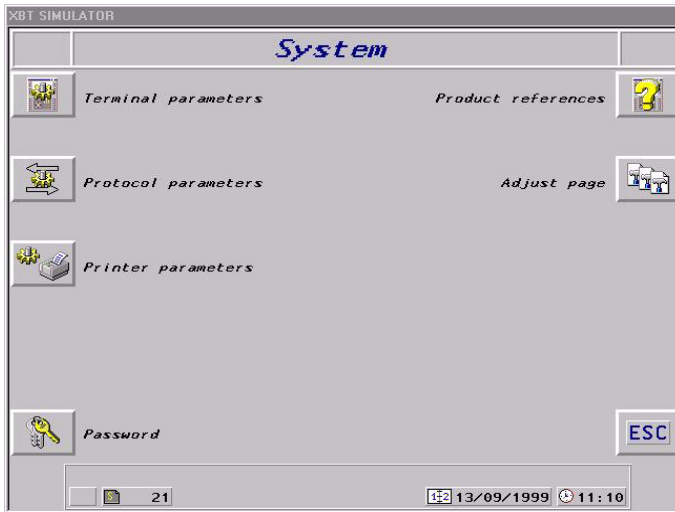 XBT SIMULATOR
System
Terminal parameters
Product references
Protocol parameters
Adjust page
Printer parameters
Password
ESC
21
13/09/1999
11:10